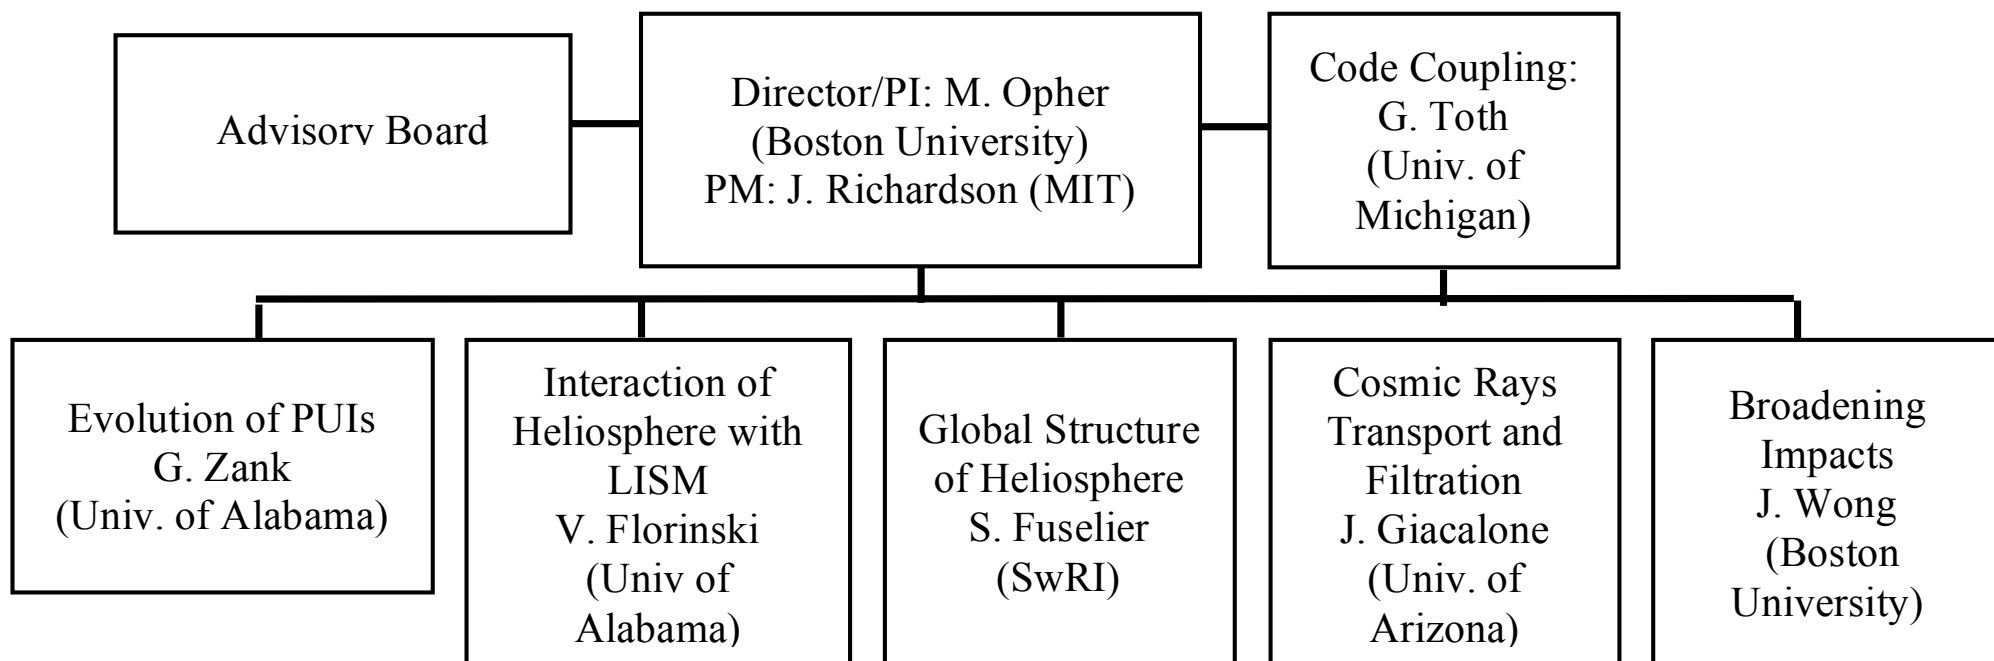 Advisory Board
Director/PI: M. Opher
(Boston University)
PM: J. Richardson (MIT)
Code Coupling:
G. Toth
(Univ. of
Michigan)
Evolution of PUIs
G. Zank
(Univ. of Alabama)
Interaction of
Heliosphere with
LISM
V. Florinski
(Univ of
Alabama)
Global Structure
of Heliosphere
S. Fuselier
(SwRI)
Cosmic Rays
Transport and
Filtration
J. Giacalone
(Univ. of
Arizona)
Broadening
Impacts
J. Wong
(Boston
University)